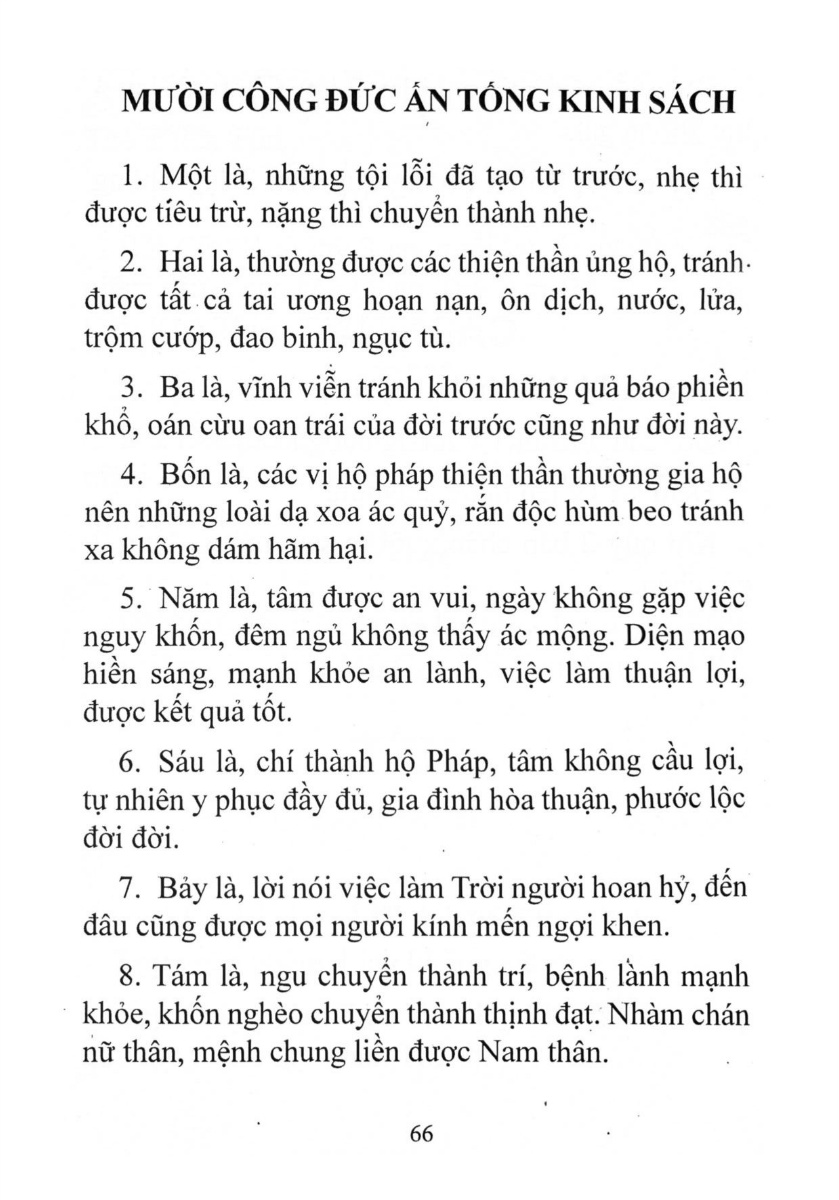 MƯỜI CÔNG ĐỨC ẤN TỐNG KINH SÁCH
1. Một là, những tội lỗi đã tạo từ trước, nhẹ thì
được tiêu trừ, nặng thì chuyển thành nhẹ.
2. Hai là, thường được các thiện thần ủng hộ, tránh
được tất cả tai ương hoạn nạn, ôn dịch, nước, lửa,
trộm cướp, đao binh, ngục tù.
3. Ba là, vĩnh viễn tránh khỏi những quả báo phiền
khổ, oán cừu oan trái của đời trước cũng như đời này.
4. Bốn là, các vị hộ pháp thiện thần thường gia hộ
nên những loài dạ xoa ác quỷ, rắn độc hùm beo tránh
xa không dám hãm hại.
5. Năm là, tâm được an vui, ngày không gặp việc
nguy khốn, đêm ngủ không thấy ác mộng. Diện mạo
hiền sáng, mạnh khỏe an lành, việc làm thuận lợi,
được kết quả tốt.
6. Sáu là, chí thành hộ Pháp, tâm không cầu lợi,
tự nhiên y phục đầy đủ, gia đình hòa thuận, phước lộc
đời đời.
7. Bảy là, lời nói việc làm Trời người hoan hỷ, đến
đâu cũng được mọi người kính mến ngợi khen.
8. Tám là, ngu chuyển thành trí, bệnh lành mạnh
khỏe, khốn nghèo chuyển thành thịnh đạt. Nhàm chán
nữ thân, mệnh chung liền được Nam thân.
66